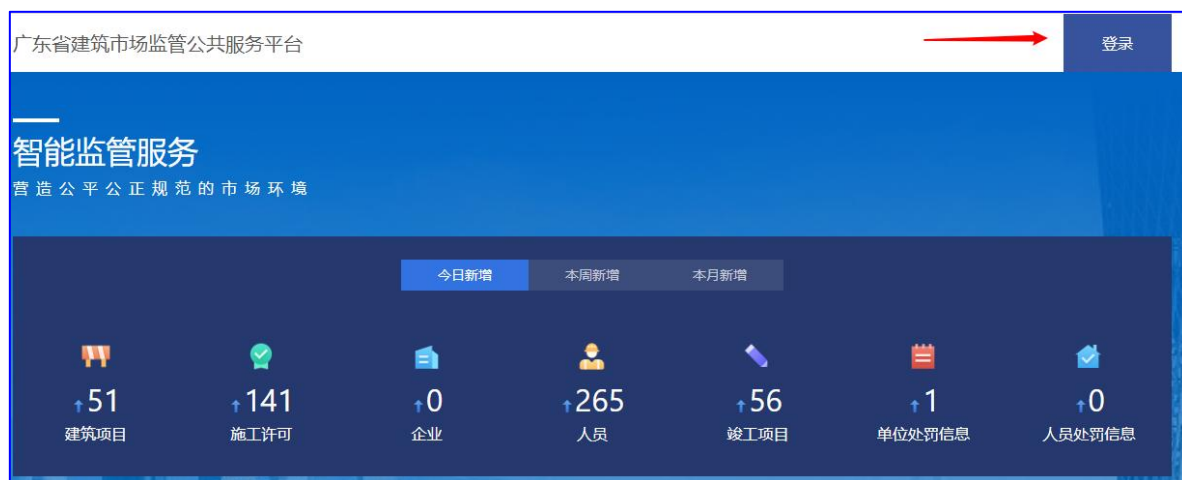 广东省建筑市场监管公共服务平台 登录
智能监管服务
营造公平公正规范的市场环境
今日新增 本周新增 本月新增
↑51 ↑141 ↑0 ↑265 ↑56 ↑1 ↑0
建筑项目 施工许可 企业 人员 竣工项目 单位处罚信息 人员处罚信息